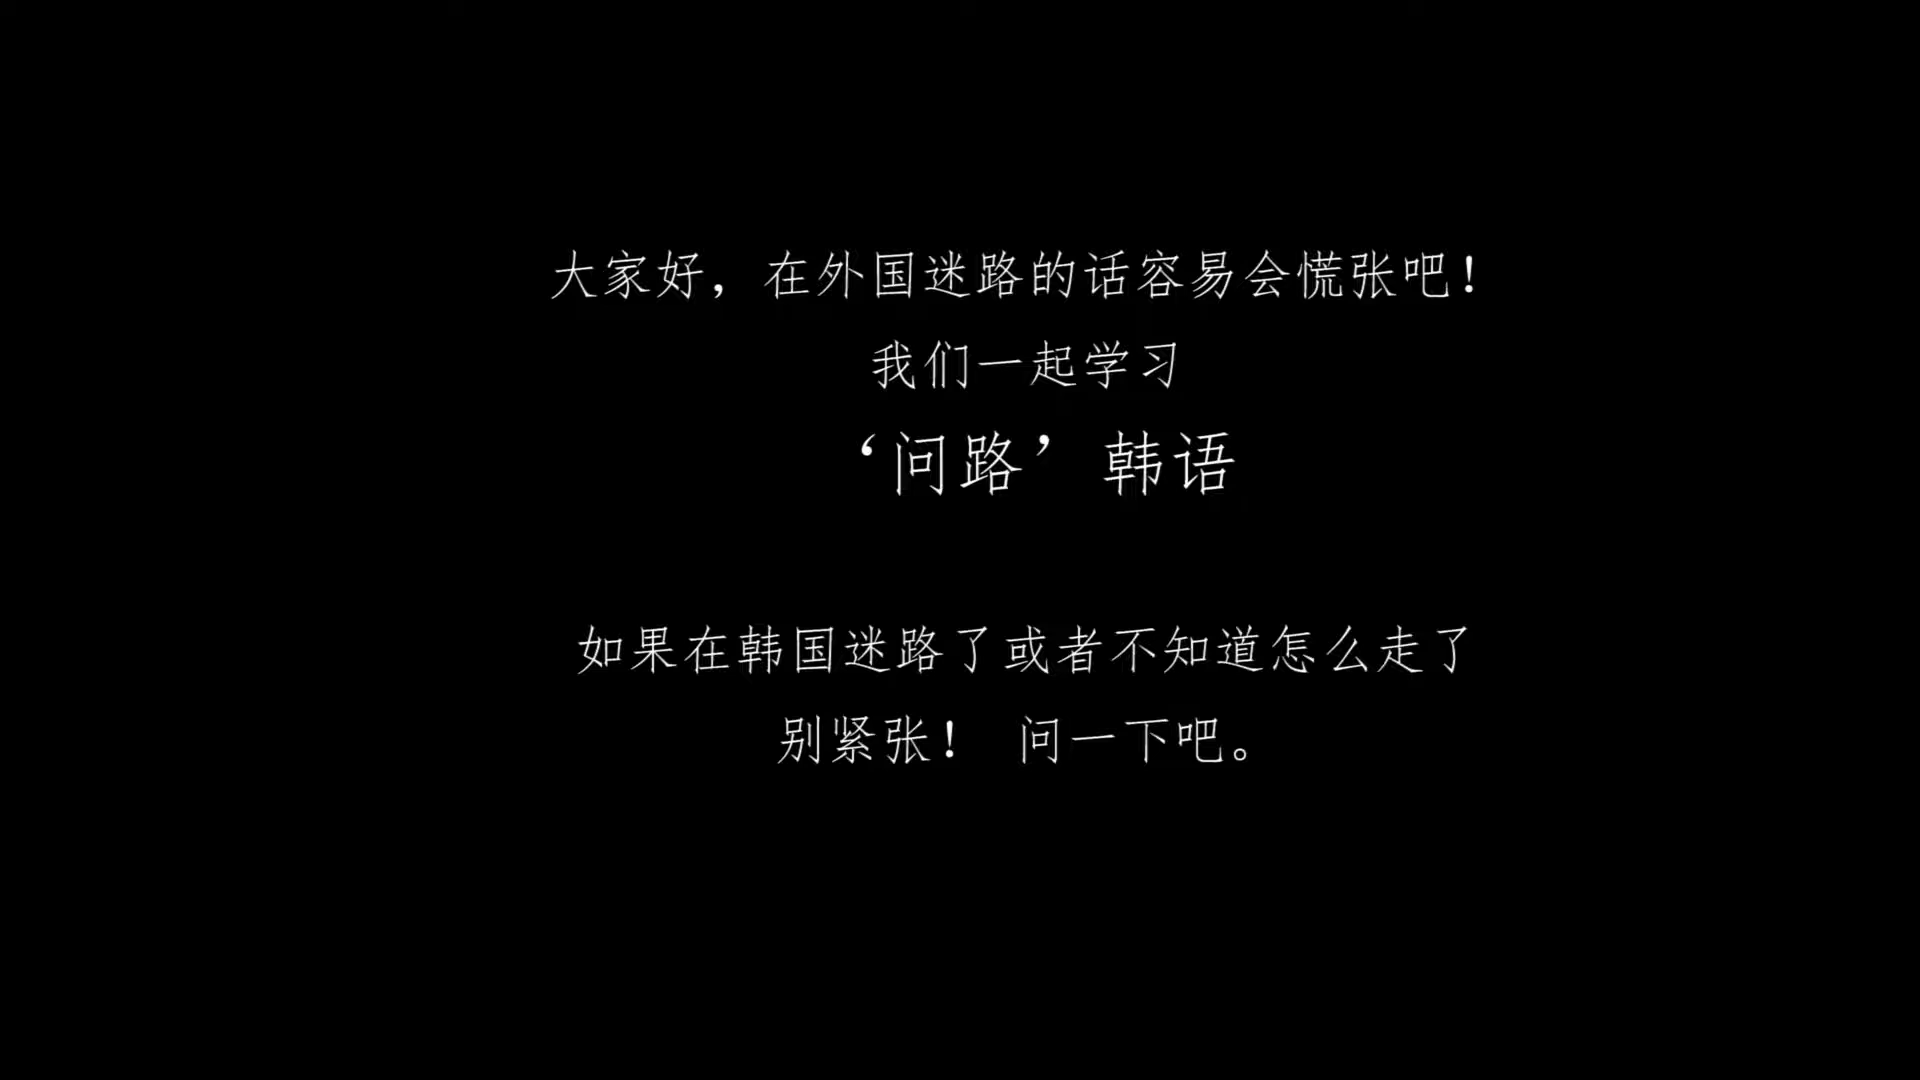 大家好，在外国迷路的话容易会慌张吧！
我们一起学习
‘问路’韩语
如果在韩国迷路了或者不知道怎么走了
别紧张！ 问一下吧。